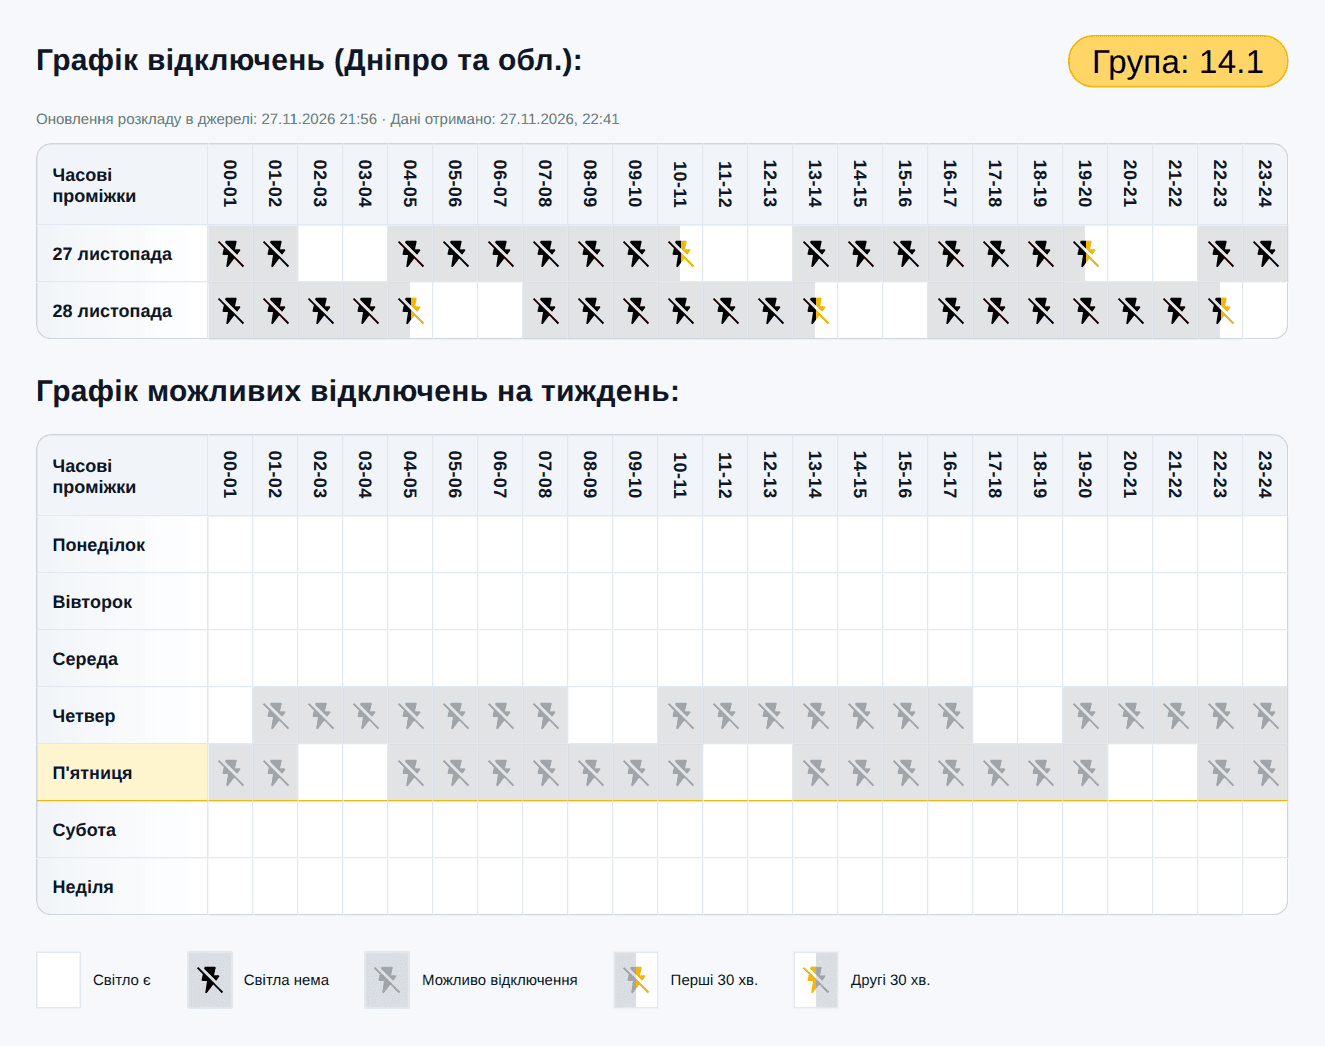 Графік відключень (Дніпро та обл.):
Група: 14.1
Оновлення розкладу в джерелі: 27.11.2026 21:56 · Дані отримано: 27.11.2026, 22:41
Часові
проміжки
00-01 01-02 02-03 03-04 04-05 05-06 06-07 07-08 08-09 09-10 10-11 11-12 12-13 13-14 14-15 15-16 16-17 17-18 18-19 19-20 20-21 21-22 22-23 23-24
27 листопада
28 листопада
Графік можливих відключень на тиждень:
Часові
проміжки
00-01 01-02 02-03 03-04 04-05 05-06 06-07 07-08 08-09 09-10 10-11 11-12 12-13 13-14 14-15 15-16 16-17 17-18 18-19 19-20 20-21 21-22 22-23 23-24
Понеділок
Вівторок
Середа
Четвер
П'ятниця
Субота
Неділя
Світло є Світла нема Можливо відключення Перші 30 хв. Другі 30 хв.